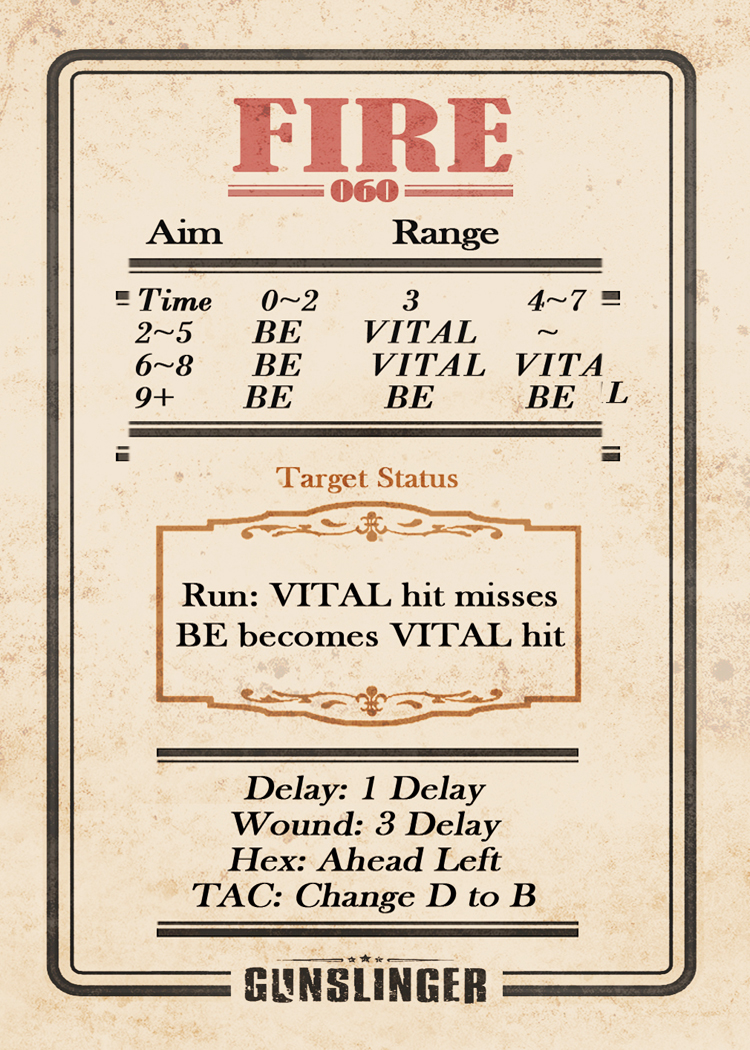 FIRE
060
Aim Range
Time 0~2 3 4~7
2~5 BE VITAL ~
6~8 BE VITAL VITAL
9+ BE BE BE
Target Status
Run: VITAL hit misses
BE becomes VITAL hit
Delay: 1 Delay
Wound: 3 Delay
Hex: Ahead Left
TAC: Change D to B
GUNSLINGER